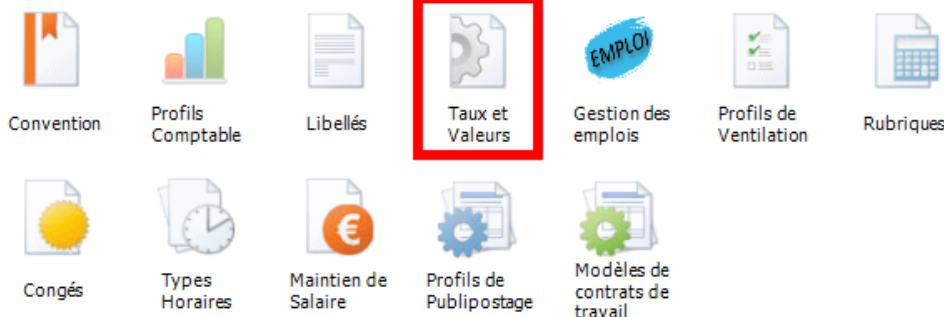 EMPLOI
Convention
Profils
Comptable
Libellés
Taux et
Valeurs
Gestion des
emplois
Profils de
Ventilation
Rubriques
€
Congés
Types
Horaires
Maintien de
Salaire
Profils de
Publipostage
Modèles de
contrats de
travail